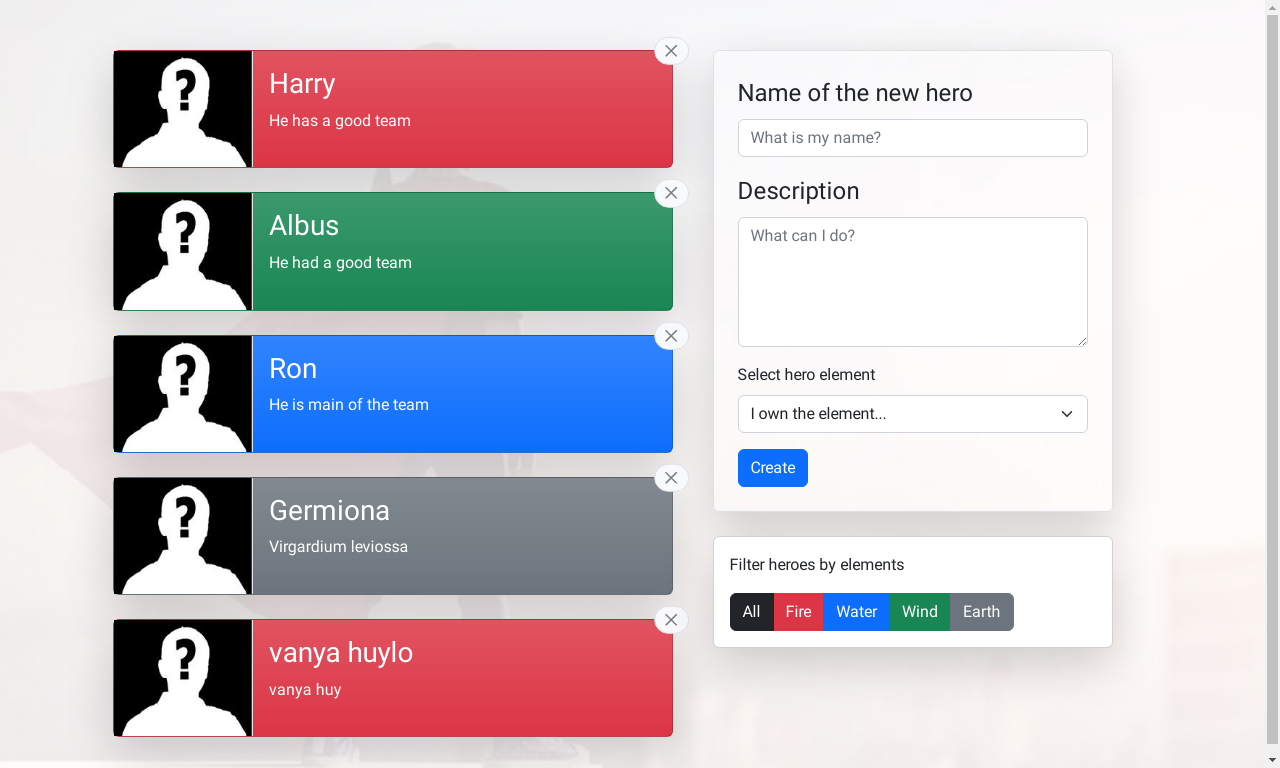 Harry
He has a good team
Albus
He had a good team
Ron
He is main of the team
Germiona
Virgardium leviossa
vanya huylo
vanya huy
Name of the new hero
What is my name?
Description
What can I do?
Select hero element
I own the element...
Create
Filter heroes by elements
All Fire Water Wind Earth